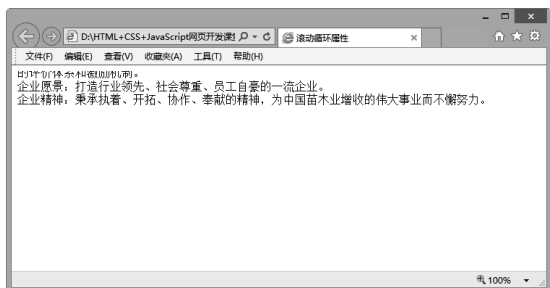 D:\HTML+CSS+JavaScript网页开发课
滚动循环属性
文件(F) 编辑(E) 查看(V) 收藏夹(A) 工具(T) 帮助(H)
企业愿景：打造行业领先、社会尊重、员工自豪的一流企业。
企业精神：秉承执着、开拓、协作、奉献的精神，为中国苗木业增收的伟大事业而不懈努力。
100%